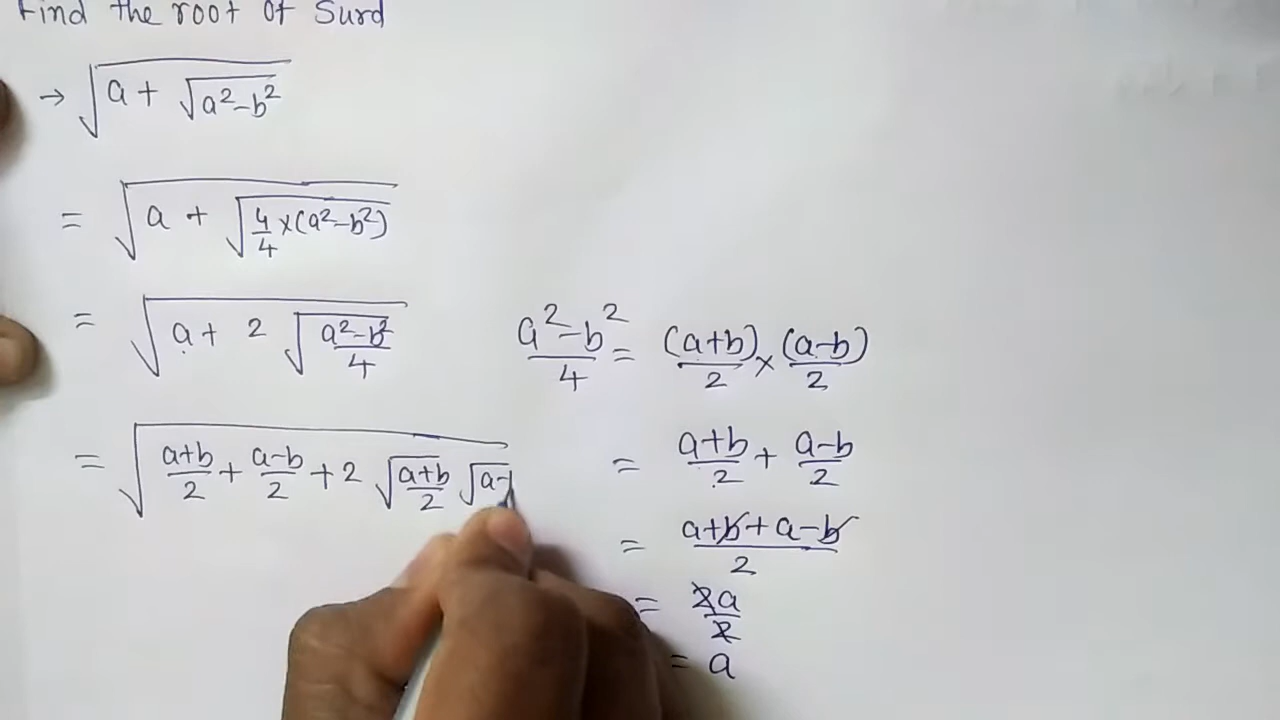 Find the root of Surd
→ √(a + √(a²-b²))
= √(a + √(4/4 ×(a²-b²)))
= √(a + 2 √((a²-b²)/4))
= √((a+b)/2 + (a-b)/2 + 2 √((a+b)/2) √(a-
(a²-b²)/4 = (a+b)/2 × (a-b)/2
= (a+b)/2 + (a-b)/2
= (a+b+a-b)/2
= 2a/2
= a